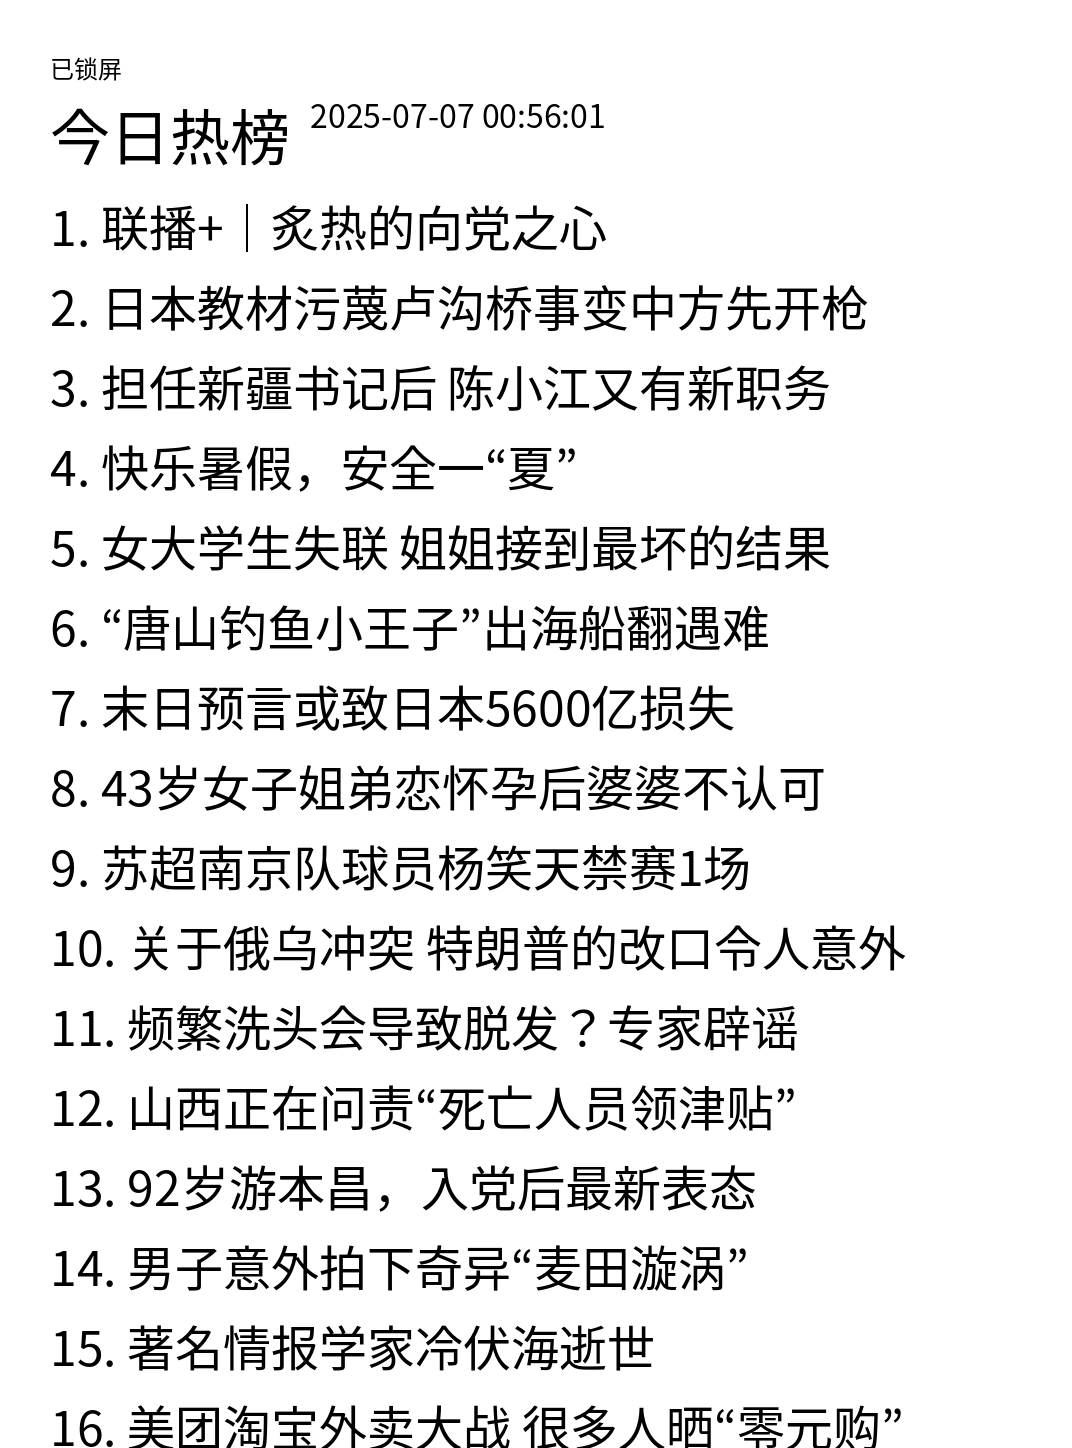 已锁屏
今日热榜 2025-07-07 00:56:01
1. 联播+｜炙热的向党之心
2. 日本教材污蔑卢沟桥事变中方先开枪
3. 担任新疆书记后 陈小江又有新职务
4. 快乐暑假，安全一“夏”
5. 女大学生失联 姐姐接到最坏的结果
6. “唐山钓鱼小王子”出海船翻遇难
7. 末日预言或致日本5600亿损失
8. 43岁女子姐弟恋怀孕后婆婆不认可
9. 苏超南京队球员杨笑天禁赛1场
10. 关于俄乌冲突 特朗普的改口令人意外
11. 频繁洗头会导致脱发？专家辟谣
12. 山西正在问责“死亡人员领津贴”
13. 92岁游本昌，入党后最新表态
14. 男子意外拍下奇异“麦田漩涡”
15. 著名情报学家冷伏海逝世
16. 美团淘宝外卖大战 很多人晒“零元购”